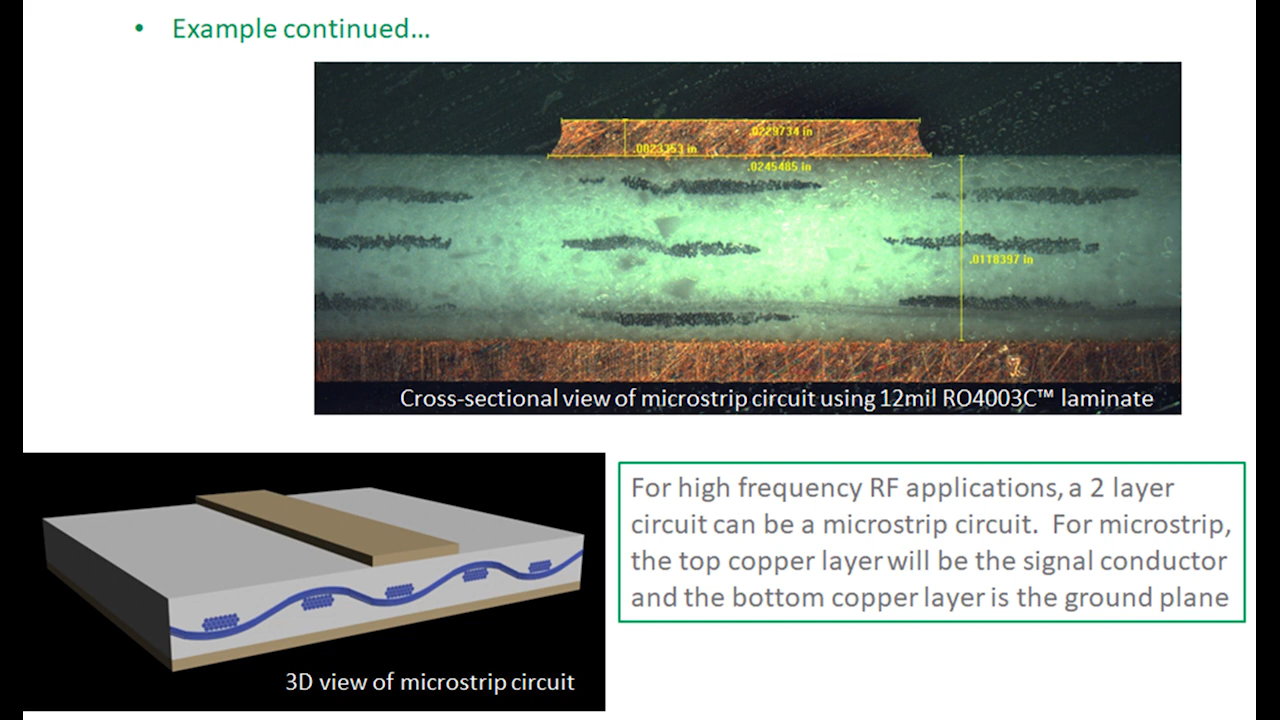 • Example continued...
.0229734 in
.0023353 in
.0245485 in
.0118397 in
Cross-sectional view of microstrip circuit using 12mil RO4003C™ laminate
For high frequency RF applications, a 2 layer
circuit can be a microstrip circuit. For microstrip,
the top copper layer will be the signal conductor
and the bottom copper layer is the ground plane
3D view of microstrip circuit